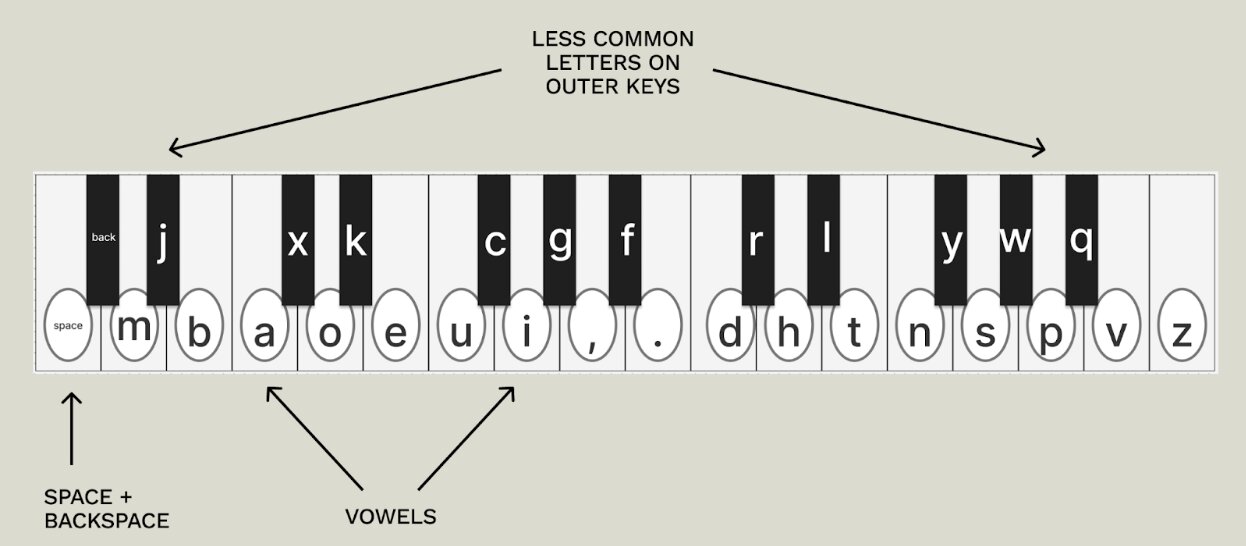 LESS COMMON
LETTERS ON
OUTER KEYS
back j x k c g f r l y w q
space m b a o e u i , . d h t n s p v z
SPACE +
BACKSPACE
VOWELS